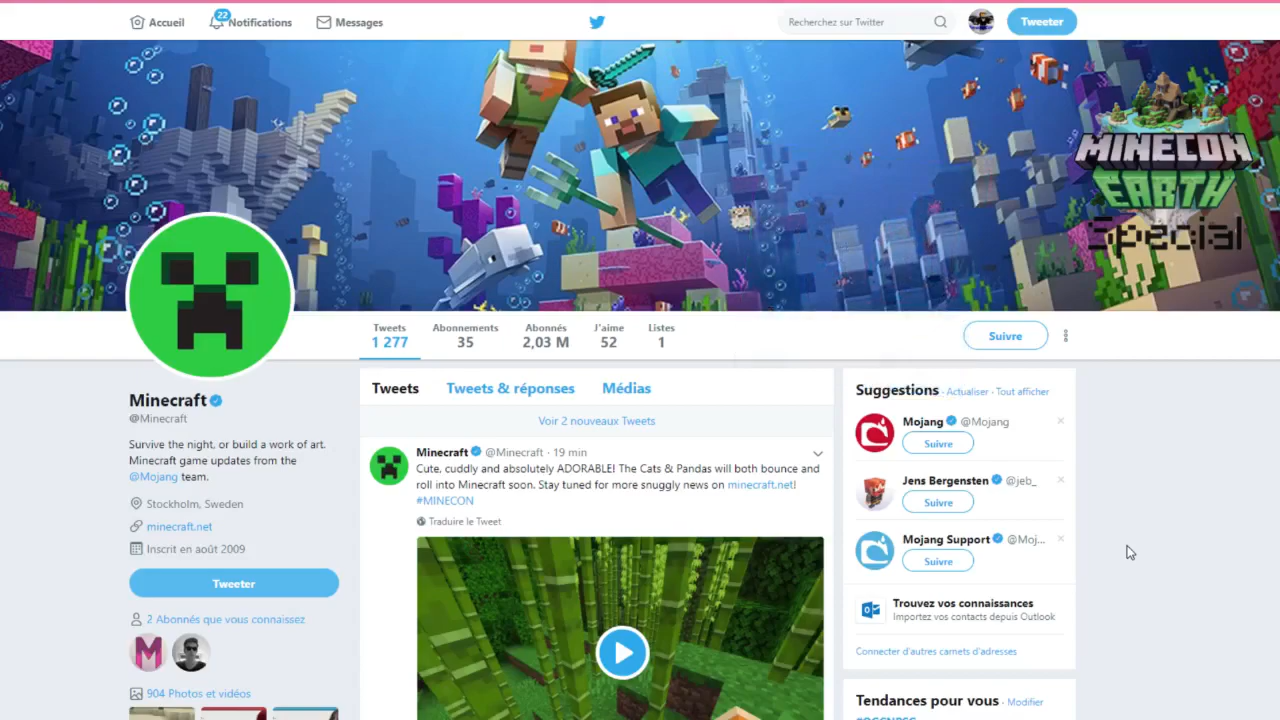 Accueil
22
Notifications
Messages
Recherchez sur Twitter
Tweeter
MINECON
EARTH
Special
Tweets
1 277
Abonnements
35
Abonnés
2,03 M
J'aime
52
Listes
1
Suivre
Minecraft
@Minecraft
Survive the night, or build a work of art.
Minecraft game updates from the
@Mojang team.
Stockholm, Sweden
minecraft.net
Inscrit en août 2009
Tweeter
2 Abonnés que vous connaissez
M
904 Photos et vidéos
Tweets
Tweets & réponses
Médias
Voir 2 nouveaux Tweets
Minecraft @Minecraft · 19 min
Cute, cuddly and absolutely ADORABLE! The Cats & Pandas will both bounce and
roll into Minecraft soon. Stay tuned for more snuggly news on minecraft.net!
#MINECON
Traduire le Tweet
Suggestions · Actualiser · Tout afficher
Mojang @Mojang
Suivre
Jens Bergensten @jeb_
Suivre
Mojang Support @Moj...
Suivre
Trouvez vos connaissances
Importez vos contacts depuis Outlook
Connecter d'autres carnets d'adresses
Tendances pour vous · Modifier